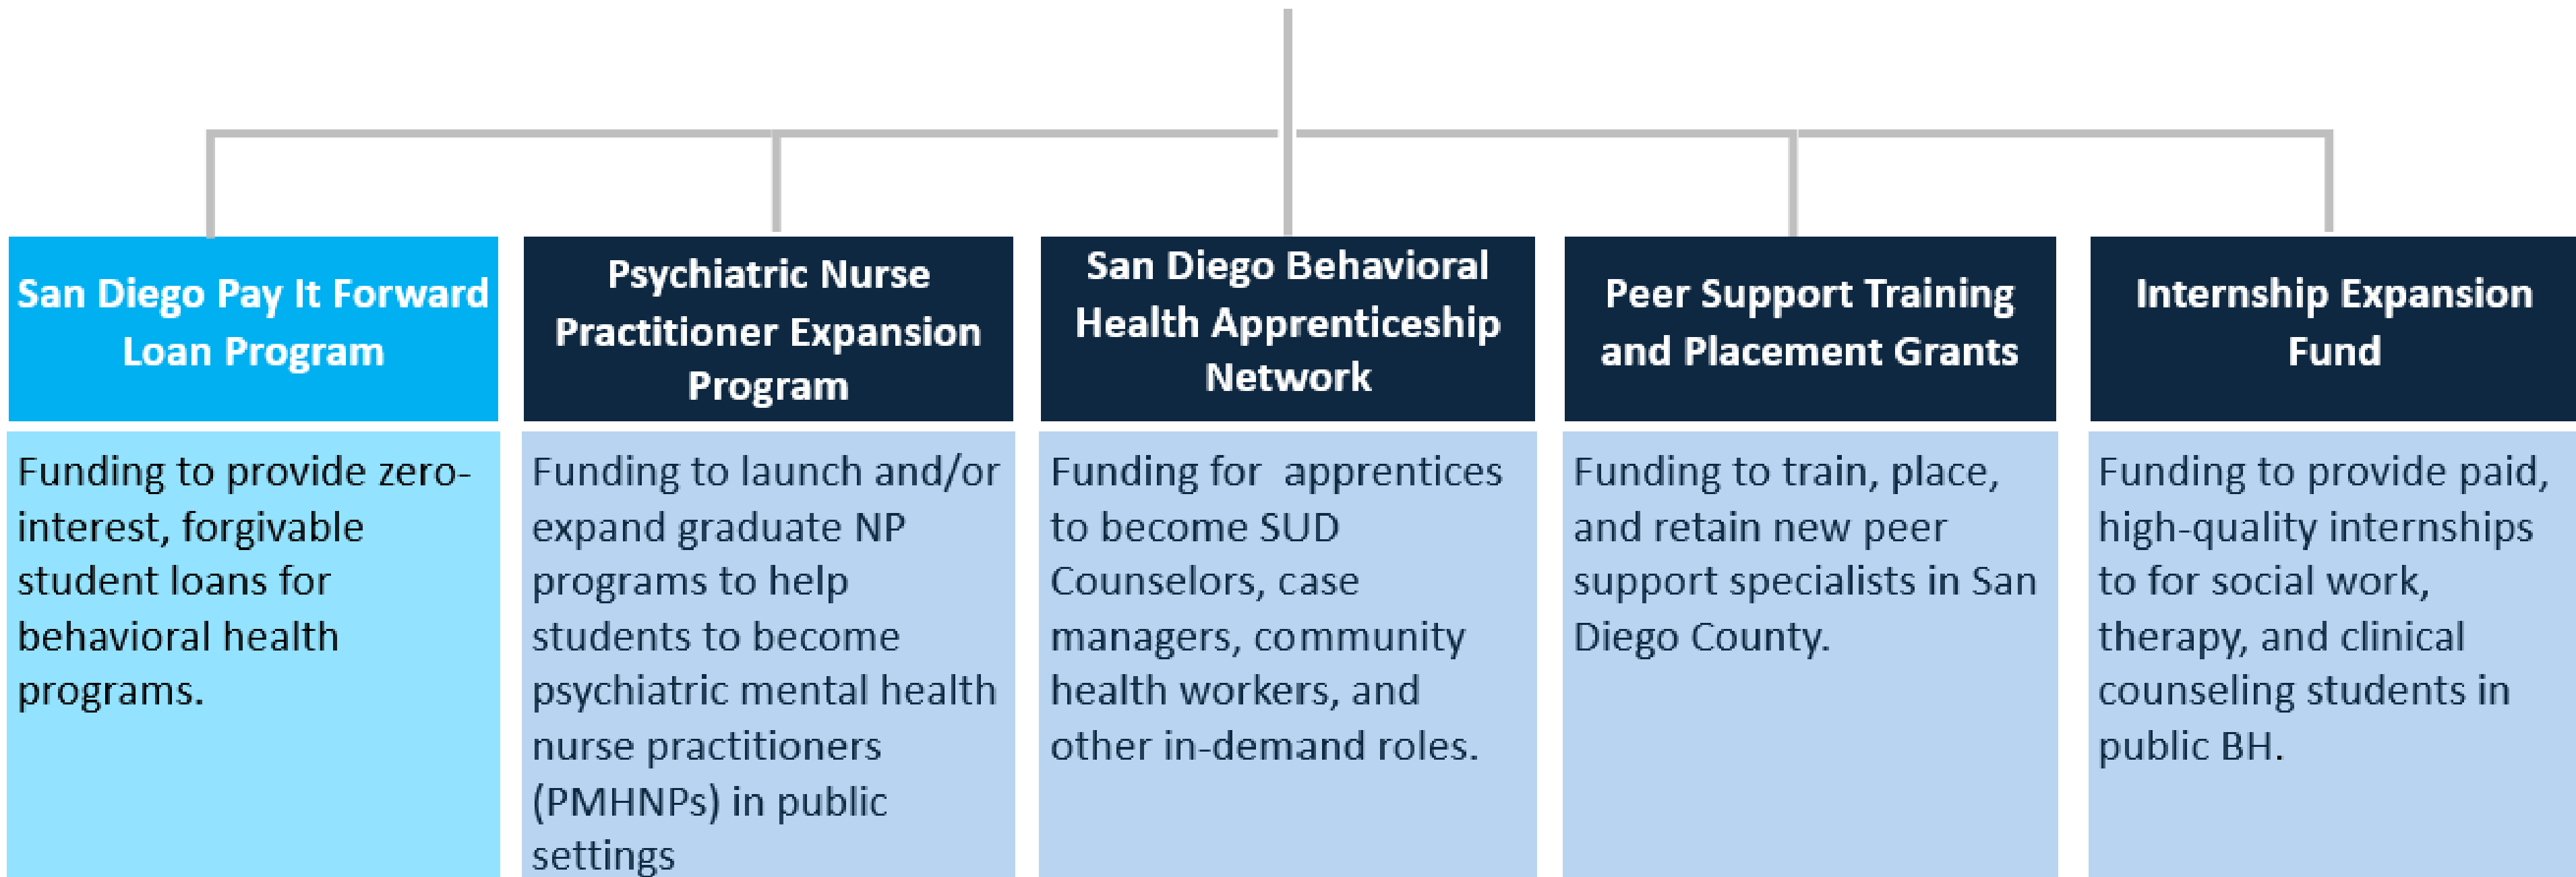 San Diego Pay It Forward
Loan Program
Funding to provide zero-
interest, forgivable
student loans for
behavioral health
programs.
Psychiatric Nurse
Practitioner Expansion
Program
Funding to launch and/or
expand graduate NP
programs to help
students to become
psychiatric mental health
nurse practitioners
(PMHNPs) in public
settings
San Diego Behavioral
Health Apprenticeship
Network
Funding for  apprentices
to become SUD
Counselors, case
managers, community
health workers, and
other in-demand roles.
Peer Support Training
and Placement Grants
Funding to train, place,
and retain new peer
support specialists in San
Diego County.
Internship Expansion
Fund
Funding to provide paid,
high-quality internships
to for social work,
therapy, and clinical
counseling students in
public BH.